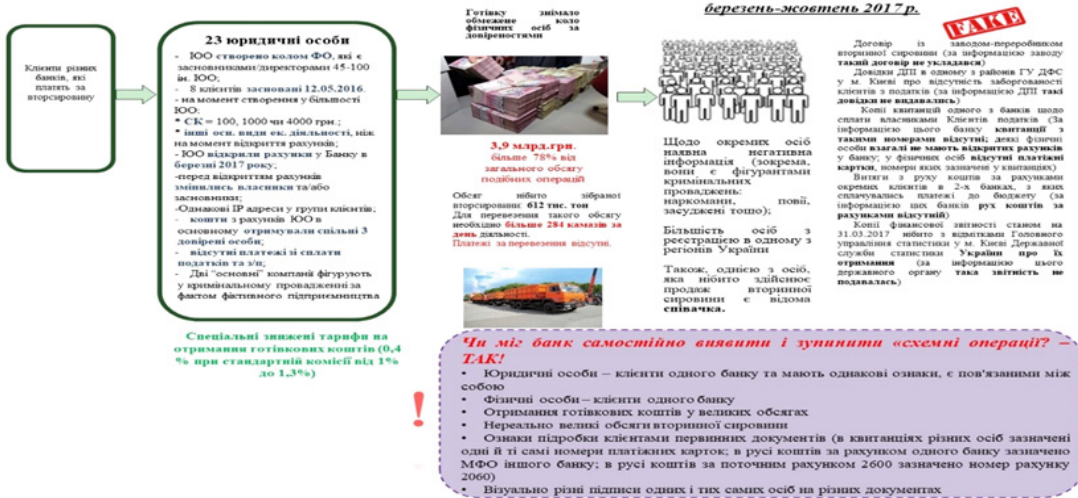 Клієнти різних
банків, які
платять за
вторсировину
23 юридичні особи
- ЮО створено колом ФО, які є
засновниками/директорами 45-100
ін. ЮО;
- 8 клієнтів засновані 12.05.2016.
- на момент створення у більшості
ЮО:
* СК = 100, 1000 чи 4000 грн.;
* інші осн. види ек. діяльності, ніж
на момент відкриття рахунків;
- ЮО відкрили рахунки у Банку в
березні 2017 року;
-перед відкриттям рахунків
змінились власники та/або
засновники;
-Однакові ІР адреси у групи клієнтів;
- кошти з рахунків ЮО в
основному отримували спільні 3
довірені особи;
- відсутні платежі зі сплати
податків та з/п;
- Дві "основні" компанії фігурують
у кримінальному провадженні за
фактом фіктивного підприємництва
Спеціальні знижені тарифи на
отримання готівкових коштів (0,4
% при стандартній комісії від 1%
до 1,3%)
Готівку знімало
обмежене коло
фізичних осіб за
довіреностями
3,9 млрд.грн.
більше 78% від
загального обсягу
подібних операцій
Обсяг нібито зібраної
вторсировини: 612 тис. тон
Для перевезення такого обсягу
необхідно більше 284 камазів за
день діяльності.
Платежі за перевезення відсутні.
березень-жовтень 2017 р.
Щодо окремих осіб
наявна негативна
інформація (зокрема,
вони є фігурантами
кримінальних
проваджень:
наркомани, повії,
засуджені тощо);
Більшість осіб з
реєстрацією в одному з
регіонів України
Також, однією з осіб,
яка нібито здійснює
продаж вторинної
сировини є відома
співачка.
FAKE
Договір із заводом-переробником
вторинної сировини (за інформацією заводу
такий договір не укладався)
Довідки ДПІ в одному з районів ГУ ДФС
у м. Києві про відсутність заборгованості
клієнтів з податків (за інформацією ДПІ такі
довідки не видавались)
Копії квитанцій одного з банків щодо
сплати власниками Клієнтів податків (За
інформацією цього банку квитанції з
такими номерами відсутні; деякі фізичні
особи взагалі не мають відкритих рахунків
у банку; у фізичних осіб відсутні платіжні
картки, номери яких зазначені у квитанціях)
Витяги з руху коштів за рахунками
окремих клієнтів в 2-х банках, з яких
сплачувались платежі до бюджету (за
інформацією цих банків рух коштів за
рахунками відсутній)
Копії фінансової звітності станом на
31.03.2017 нібито з відмітками Головного
управління статистики у м. Києві Державної
служби статистики України про їх
отримання (за інформацією цього
державного органу така звітність не
подавалась)
Чи міг банк самостійно виявити і зупинити «схемні операції? –
ТАК!
• Юридичні особи – клієнти одного банку та мають однакові ознаки, є пов'язаними між
собою
• Фізичні особи – клієнти одного банку
• Отримання готівкових коштів у великих обсягах
• Нереально великі обсяги вторинної сировини
• Ознаки підробки клієнтами первинних документів (в квитанціях різних осіб зазначені
одні й ті самі номери платіжних карток; в русі коштів за рахунком одного банку зазначено
МФО іншого банку; в русі коштів за поточним рахунком 2600 зазначено номер рахунку
2060)
• Візуально різні підписи одних і тих самих осіб на різних документах
!